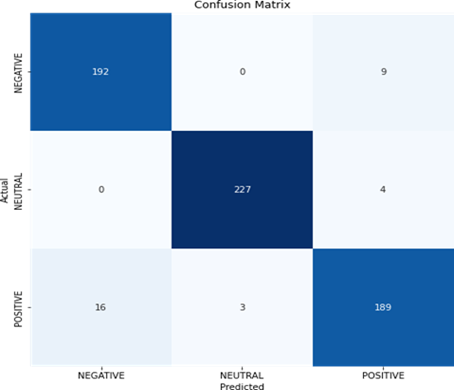 Confusion Matrix
NEGATIVE
192 0 9
Actual
NEUTRAL
0 227 4
POSITIVE
16 3 189
NEGATIVE NEUTRAL POSITIVE
Predicted